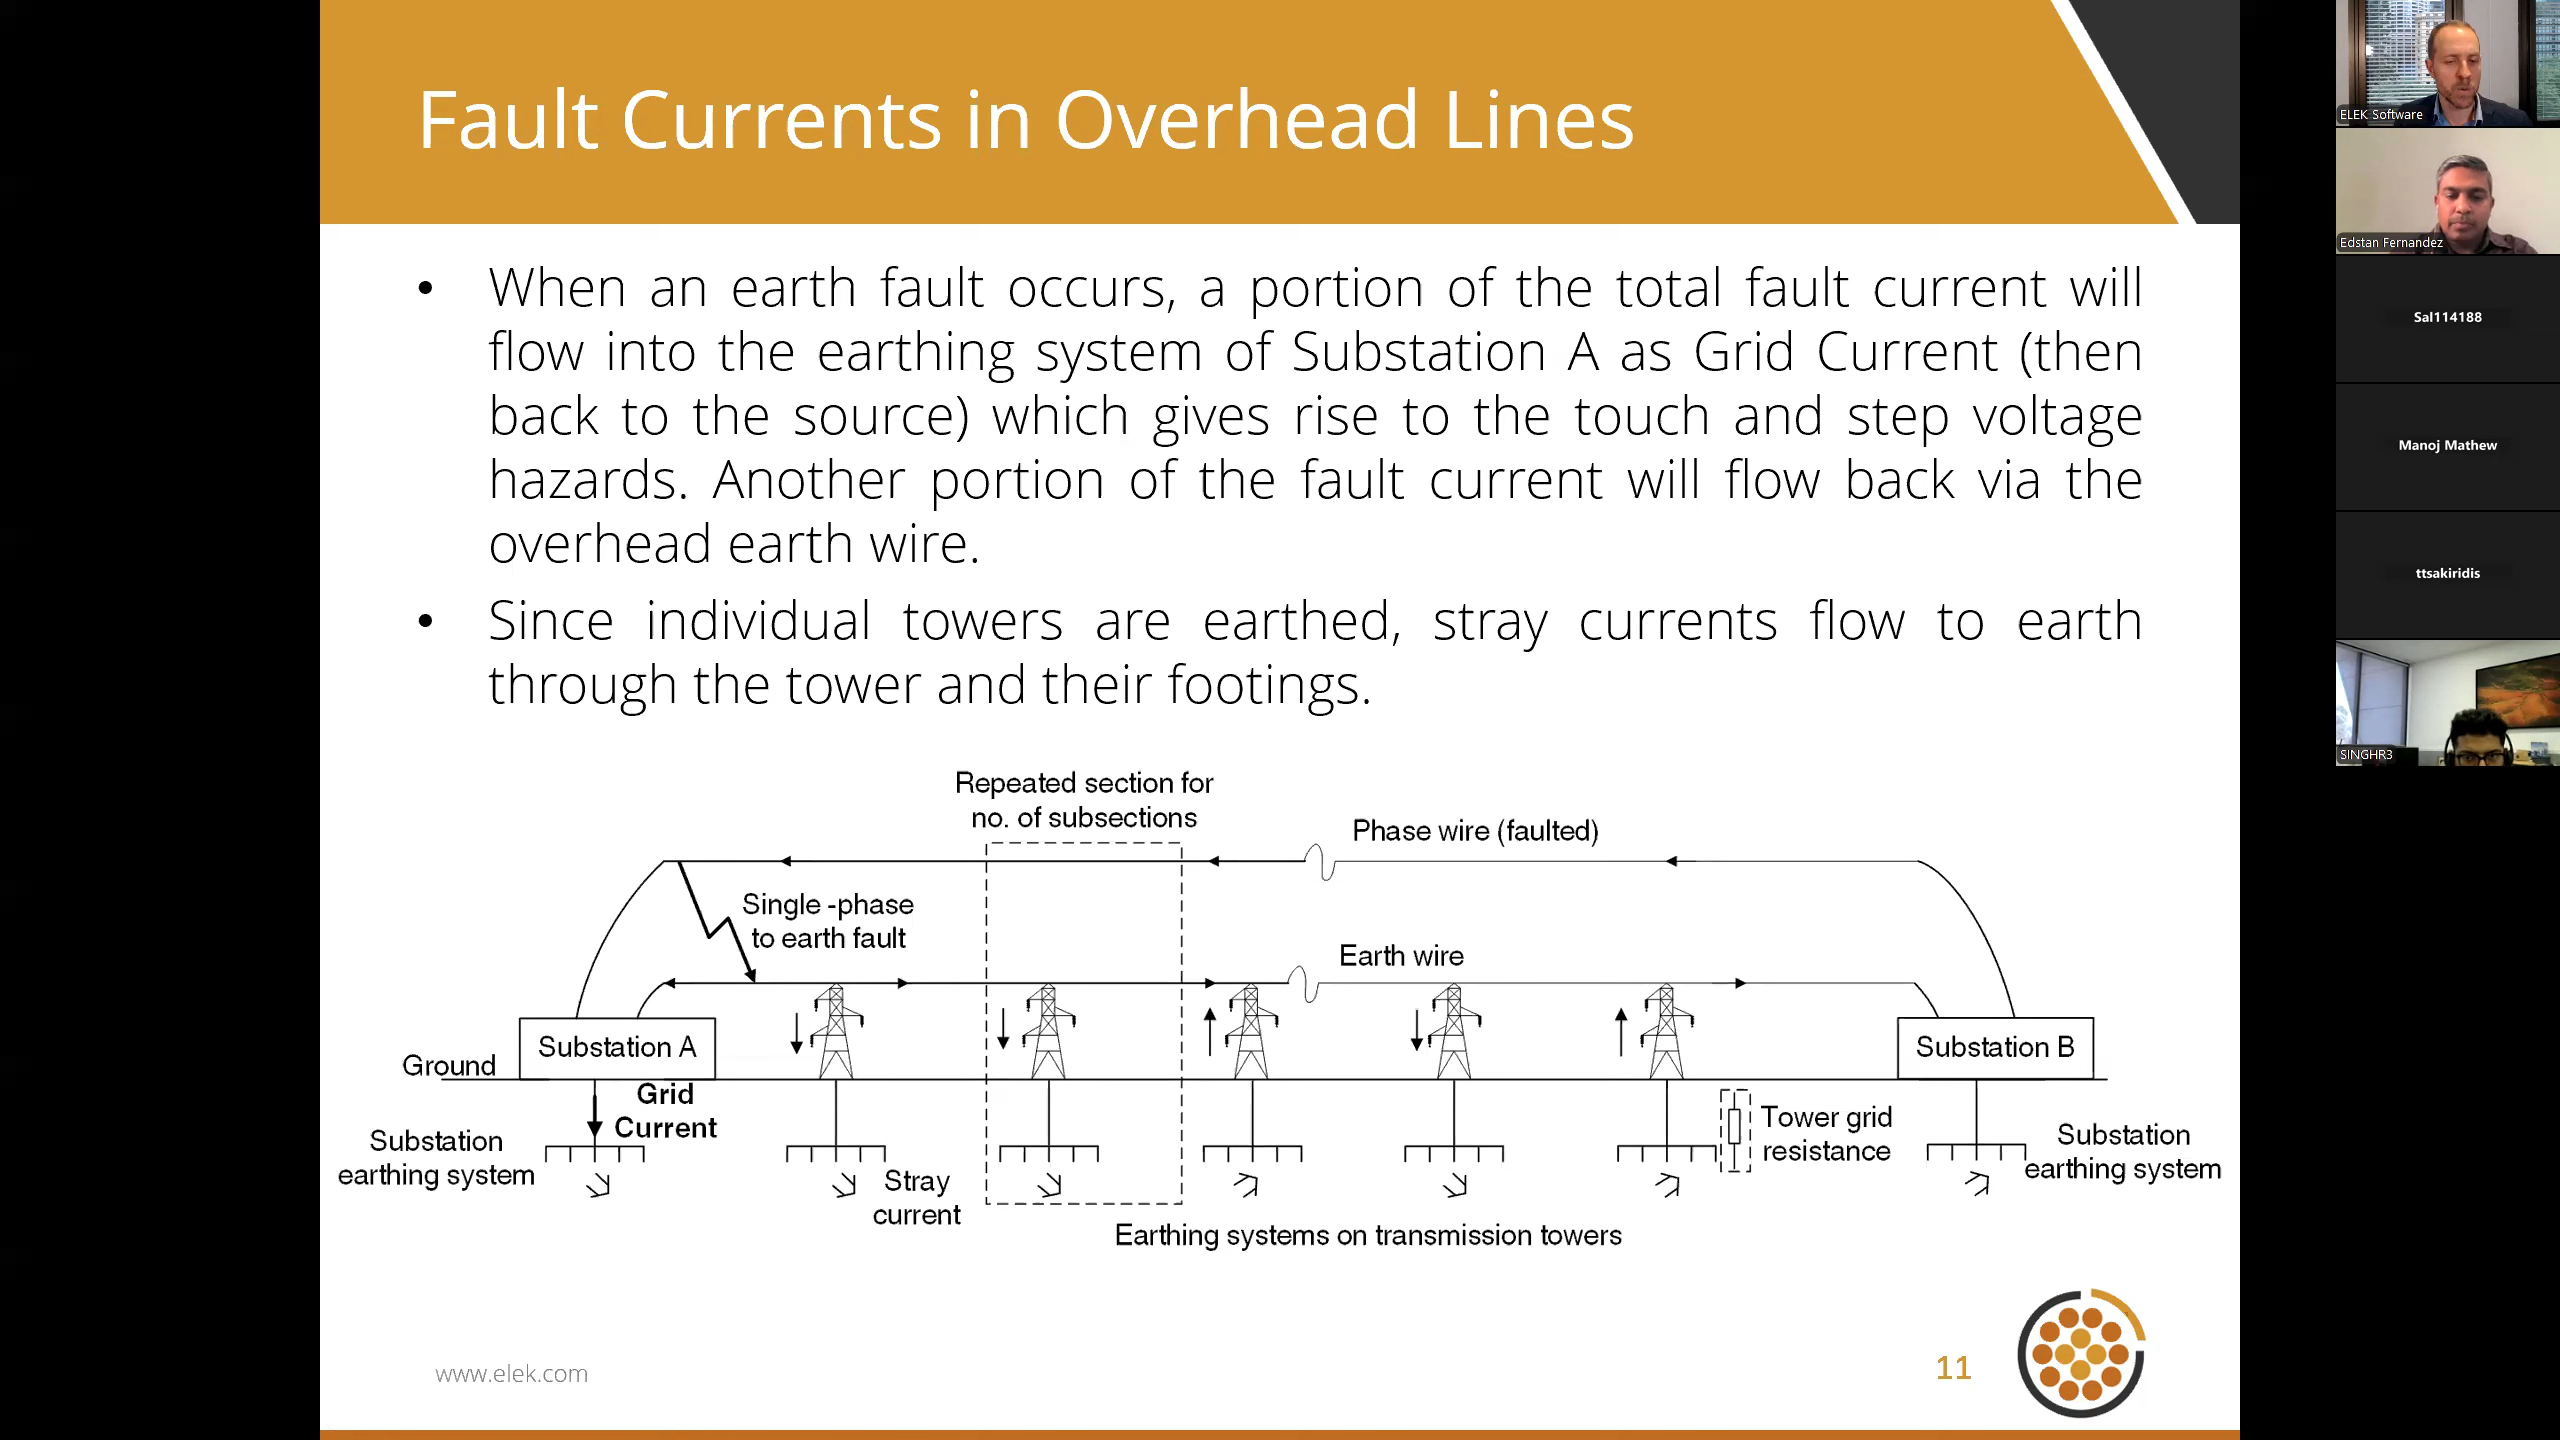 Fault Currents in Overhead Lines
• When an earth fault occurs, a portion of the total fault current will
flow into the earthing system of Substation A as Grid Current (then
back to the source) which gives rise to the touch and step voltage
hazards. Another portion of the fault current will flow back via the
overhead earth wire.
• Since individual towers are earthed, stray currents flow to earth
through the tower and their footings.
Repeated section for
no. of subsections
Phase wire (faulted)
Single -phase
to earth fault
Earth wire
Substation A
Substation B
Ground
Grid
Current
Substation
earthing system
Stray
current
Tower grid
resistance
Substation
earthing system
Earthing systems on transmission towers
www.elek.com
11
ELEK Software
Edstan Fernandez
Sal114188
Manoj Mathew
ttsakiridis
SINGHR3